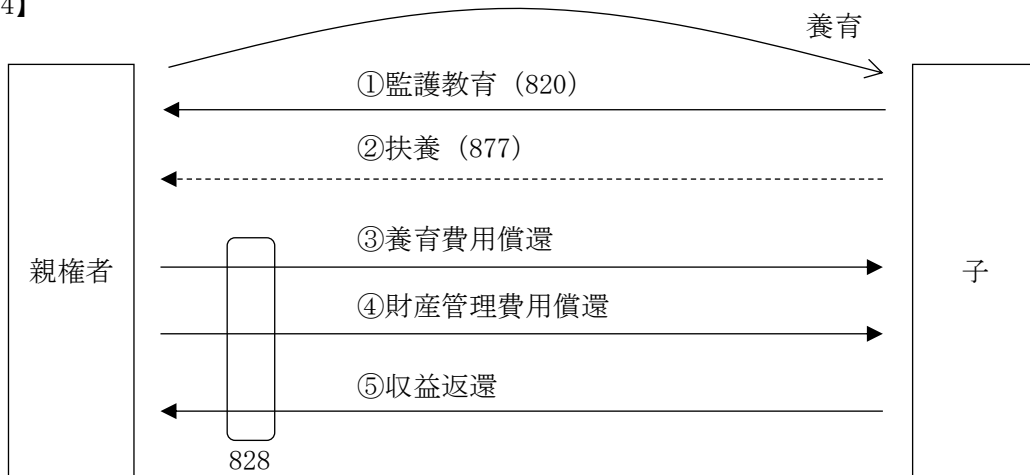 4】
養育
①監護教育（820）
②扶養（877）
③養育費用償還
親権者
子
④財産管理費用償還
⑤収益返還
828